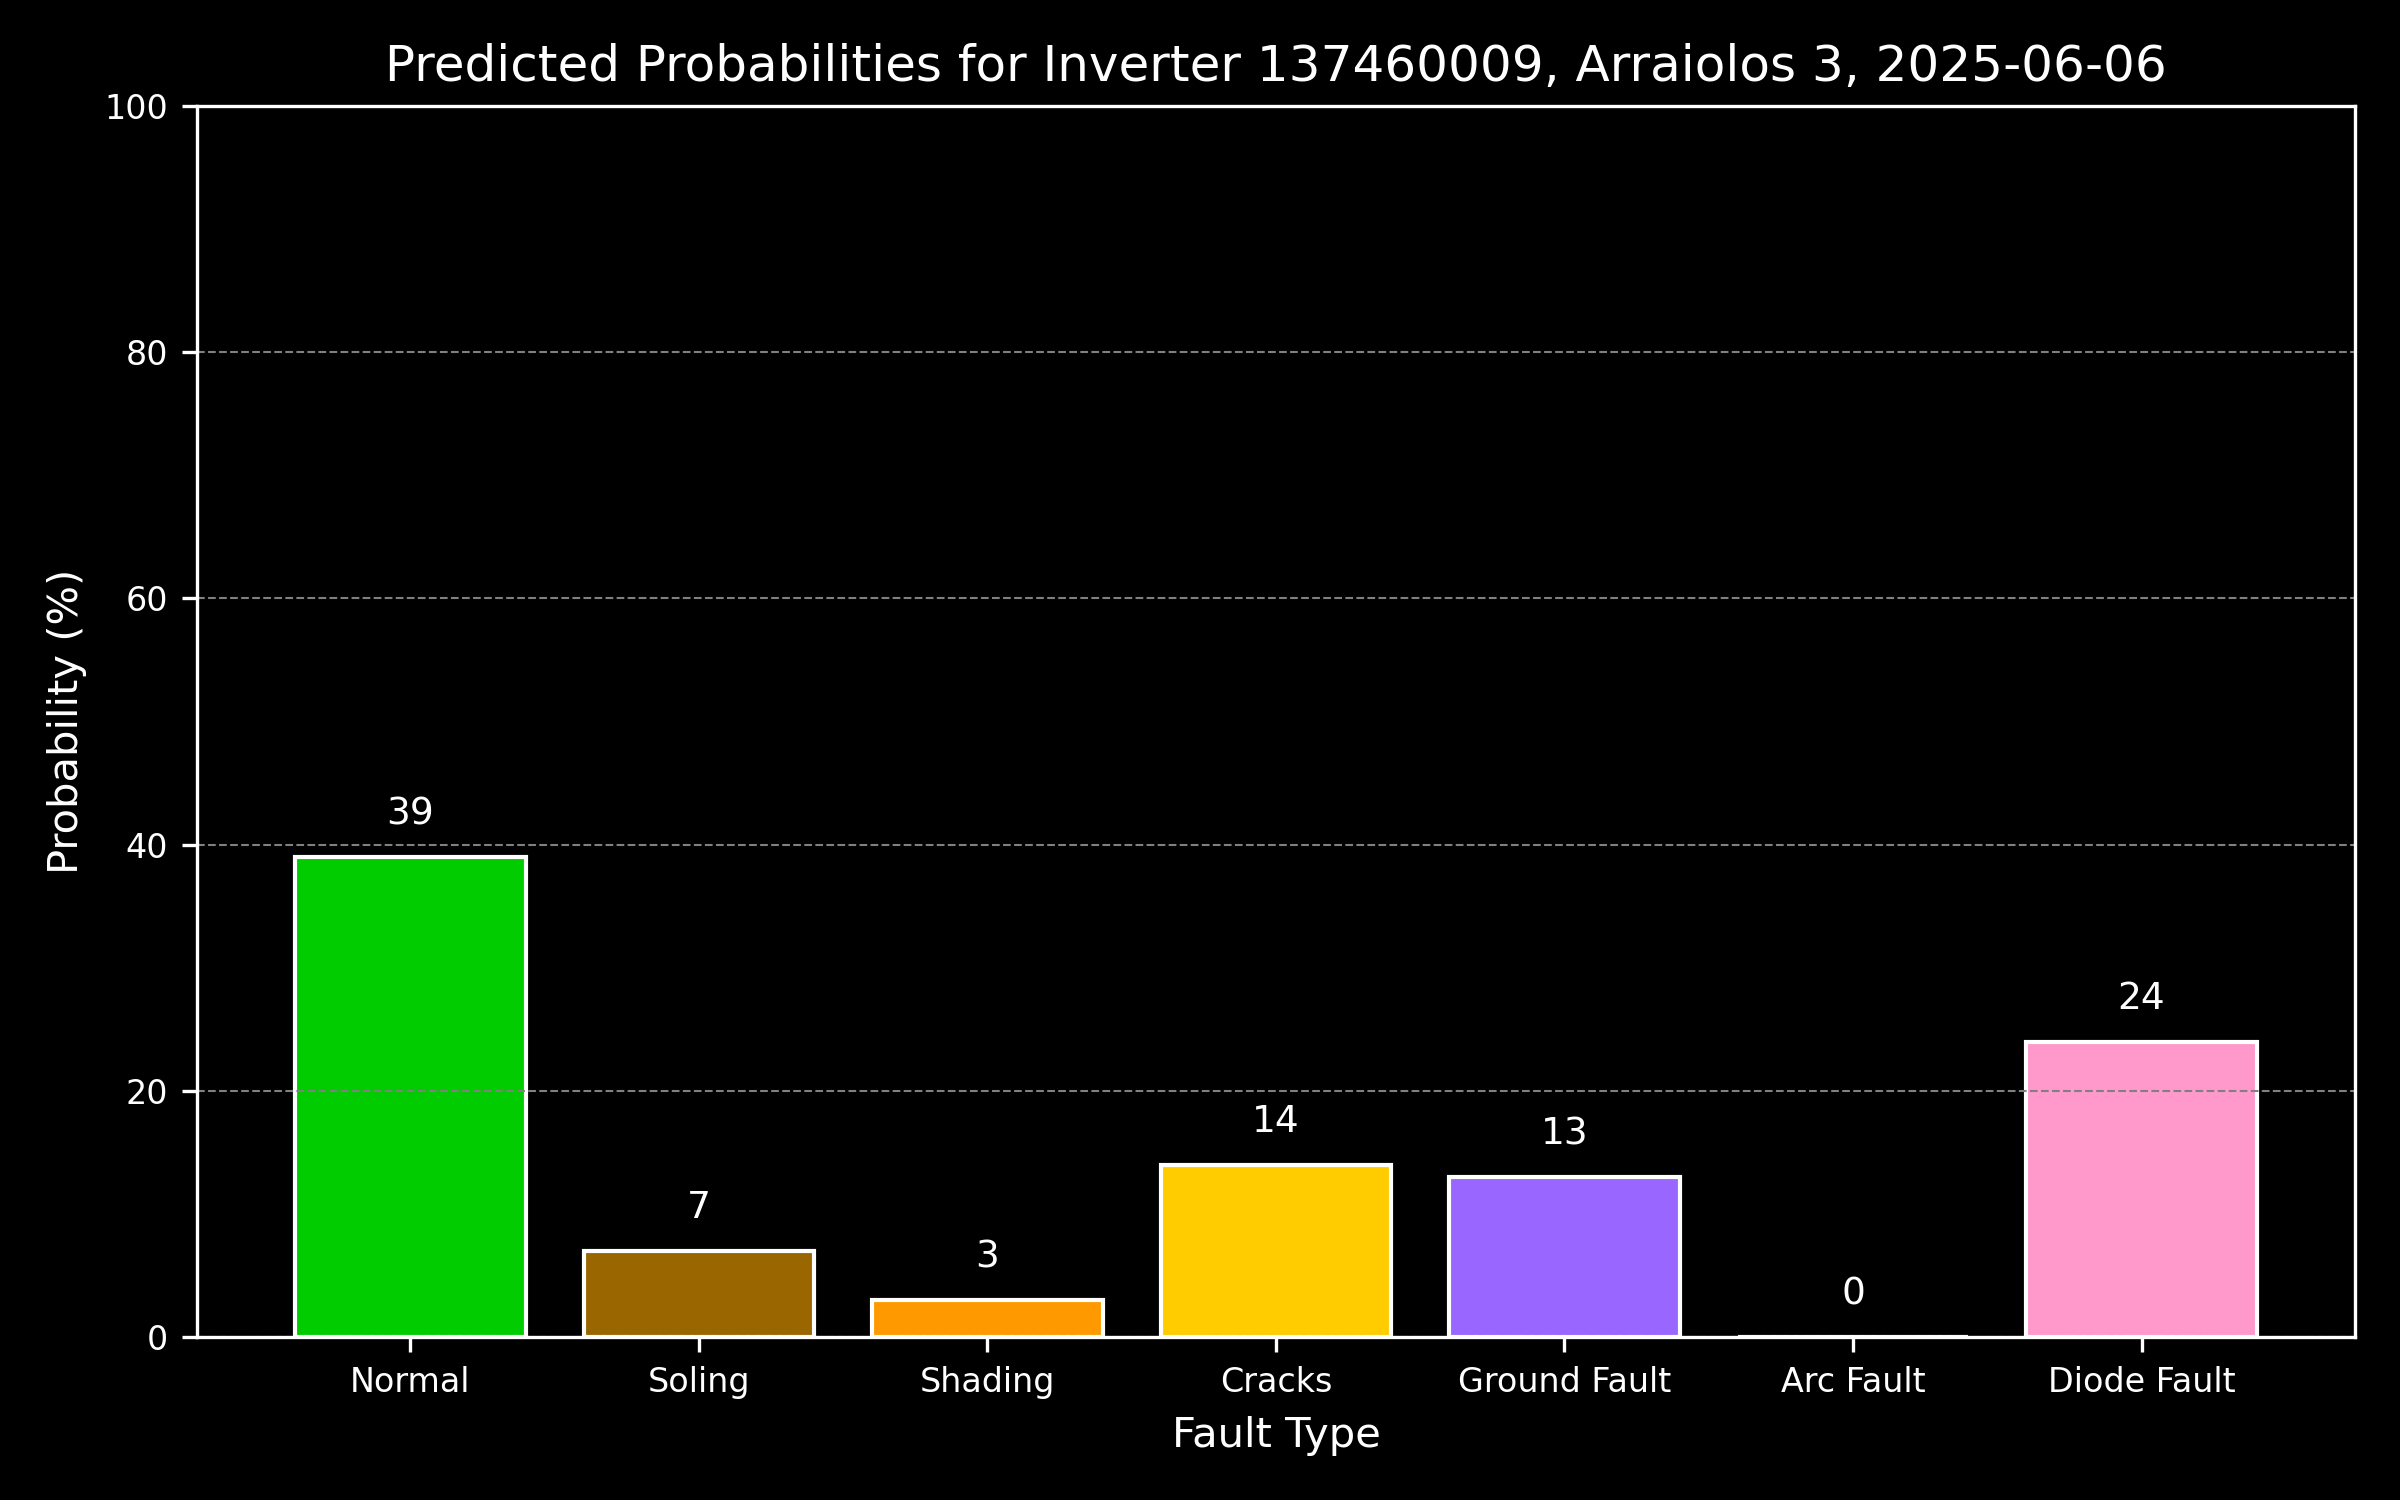 Predicted Probabilities for Inverter 137460009, Arraiolos 3, 2025-06-06
Probability (%)
100
80
60
40
20
0
39
7
3
14
13
0
24
Normal
Soling
Shading
Cracks
Ground Fault
Arc Fault
Diode Fault
Fault Type